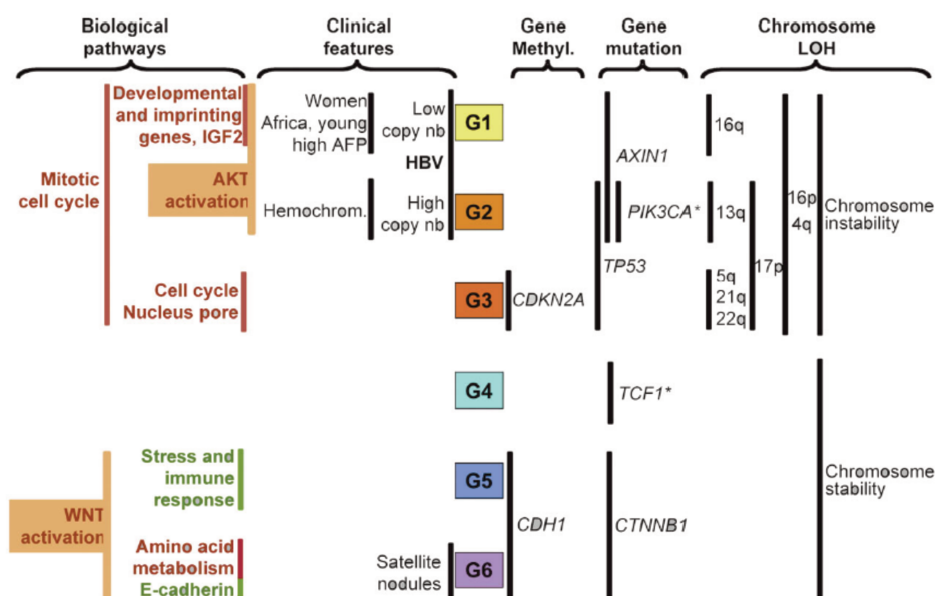 Biological
pathways
Clinical
features
Gene
Methyl.
Gene
mutation
Chromosome
LOH
Developmental
and imprinting
genes, IGF2
Mitotic
cell cycle
AKT
activation
Cell cycle
Nucleus pore
Stress and
immune
response
WNT
activation
Amino acid
metabolism
E-cadherin
Women
Africa, young
high AFP
Low
copy nb
HBV
Hemochrom.
High
copy nb
Satellite
nodules
G1
G2
G3
G4
G5
G6
CDKN2A
CDH1
AXIN1
PIK3CA*
TP53
TCF1*
CTNNB1
16q
13q
5q
21q
22q
17p
16p
4q
Chromosome
instability
Chromosome
stability